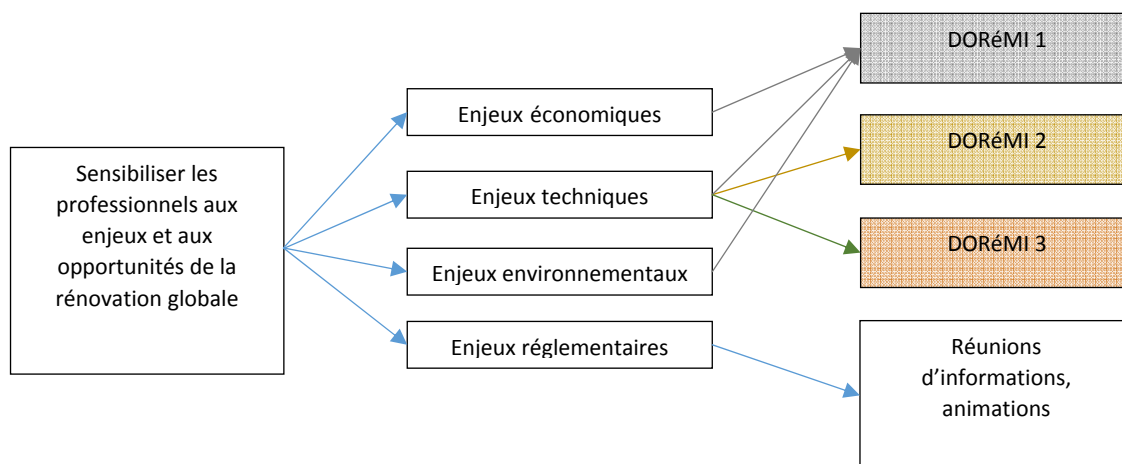 Sensibiliser les
professionnels aux
enjeux et aux
opportunités de la
rénovation globale
Enjeux économiques
Enjeux techniques
Enjeux environnementaux
Enjeux réglementaires
DORéMI 1
DORéMI 2
DORéMI 3
Réunions
d’informations,
animations